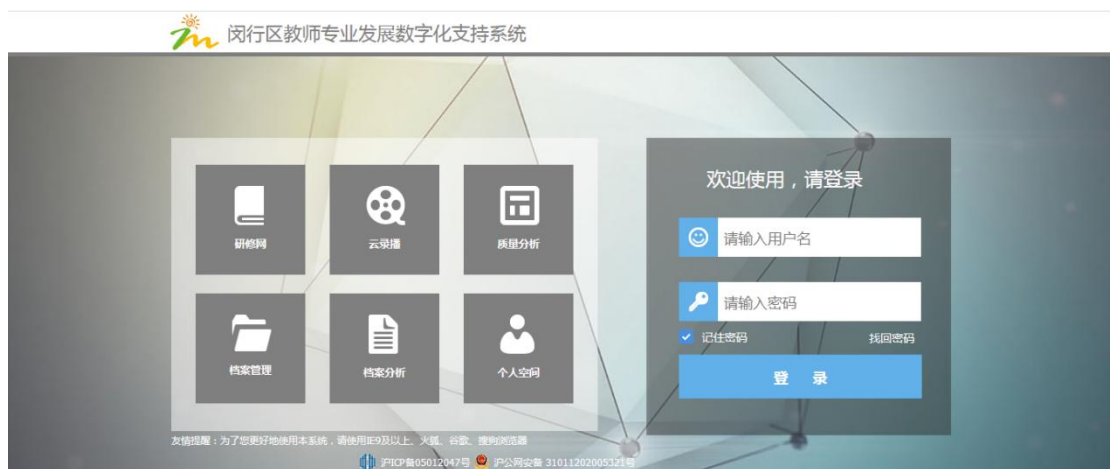 闵行区教师专业发展数字化支持系统
研修网
云录播
质量分析
档案管理
档案分析
个人空间
欢迎使用，请登录
请输入用户名
请输入密码
记住密码
找回密码
登 录
友情提醒：为了您更好地使用本系统，请使用IE9及以上、火狐、谷歌、搜狗浏览器
沪ICP备05012047号 沪公网安备 31011202005321号